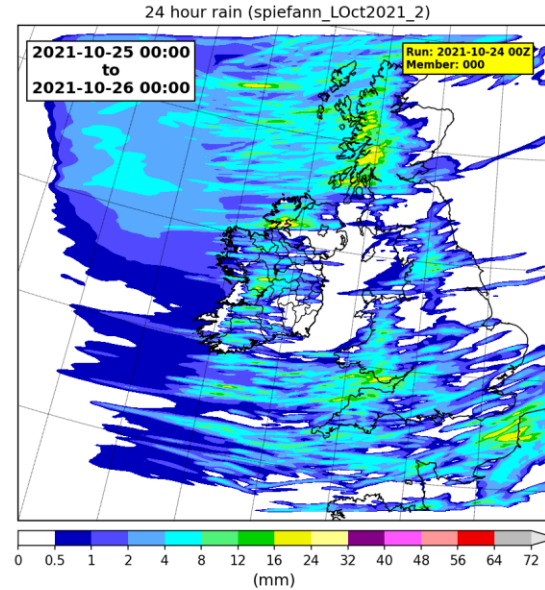 24 hour rain (spiefann_LOct2021_2)
2021-10-25 00:00
to
2021-10-26 00:00
Run: 2021-10-24 00Z
Member: 000
0 0.5 1 2 4 8 12 16 24 32 40 48 56 64 72
(mm)